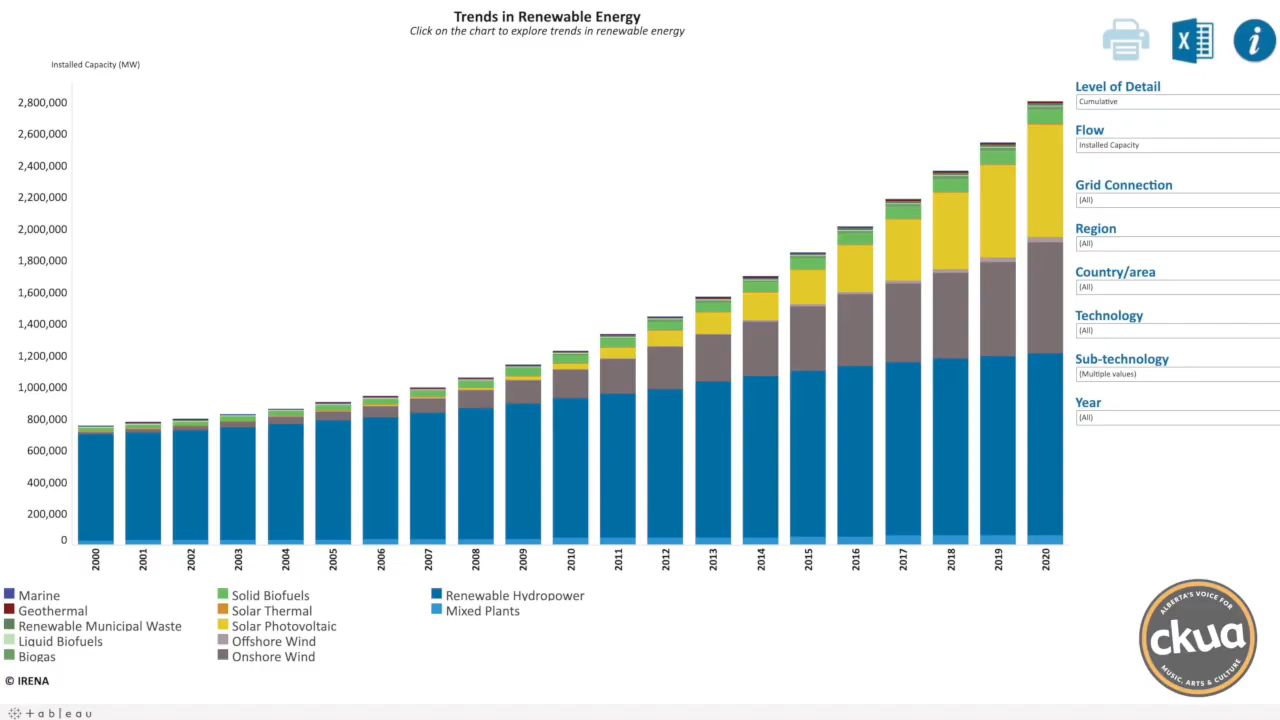 Trends in Renewable Energy
Click on the chart to explore trends in renewable energy
Installed Capacity (MW)
2,800,000
2,600,000
2,400,000
2,200,000
2,000,000
1,800,000
1,600,000
1,400,000
1,200,000
1,000,000
800,000
600,000
400,000
200,000
0
2000 2001 2002 2003 2004 2005 2006 2007 2008 2009 2010 2011 2012 2013 2014 2015 2016 2017 2018 2019 2020
X
i
Level of Detail
Cumulative
Flow
Installed Capacity
Grid Connection
(All)
Region
(All)
Country/area
(All)
Technology
(All)
Sub-technology
(Multiple values)
Year
(All)
Marine
Geothermal
Renewable Municipal Waste
Liquid Biofuels
Biogas
Solid Biofuels
Solar Thermal
Solar Photovoltaic
Offshore Wind
Onshore Wind
Renewable Hydropower
Mixed Plants
© IRENA
ALBERTA'S VOICE FOR
ckua
MUSIC, ARTS & CULTURE
+ a b l e a u